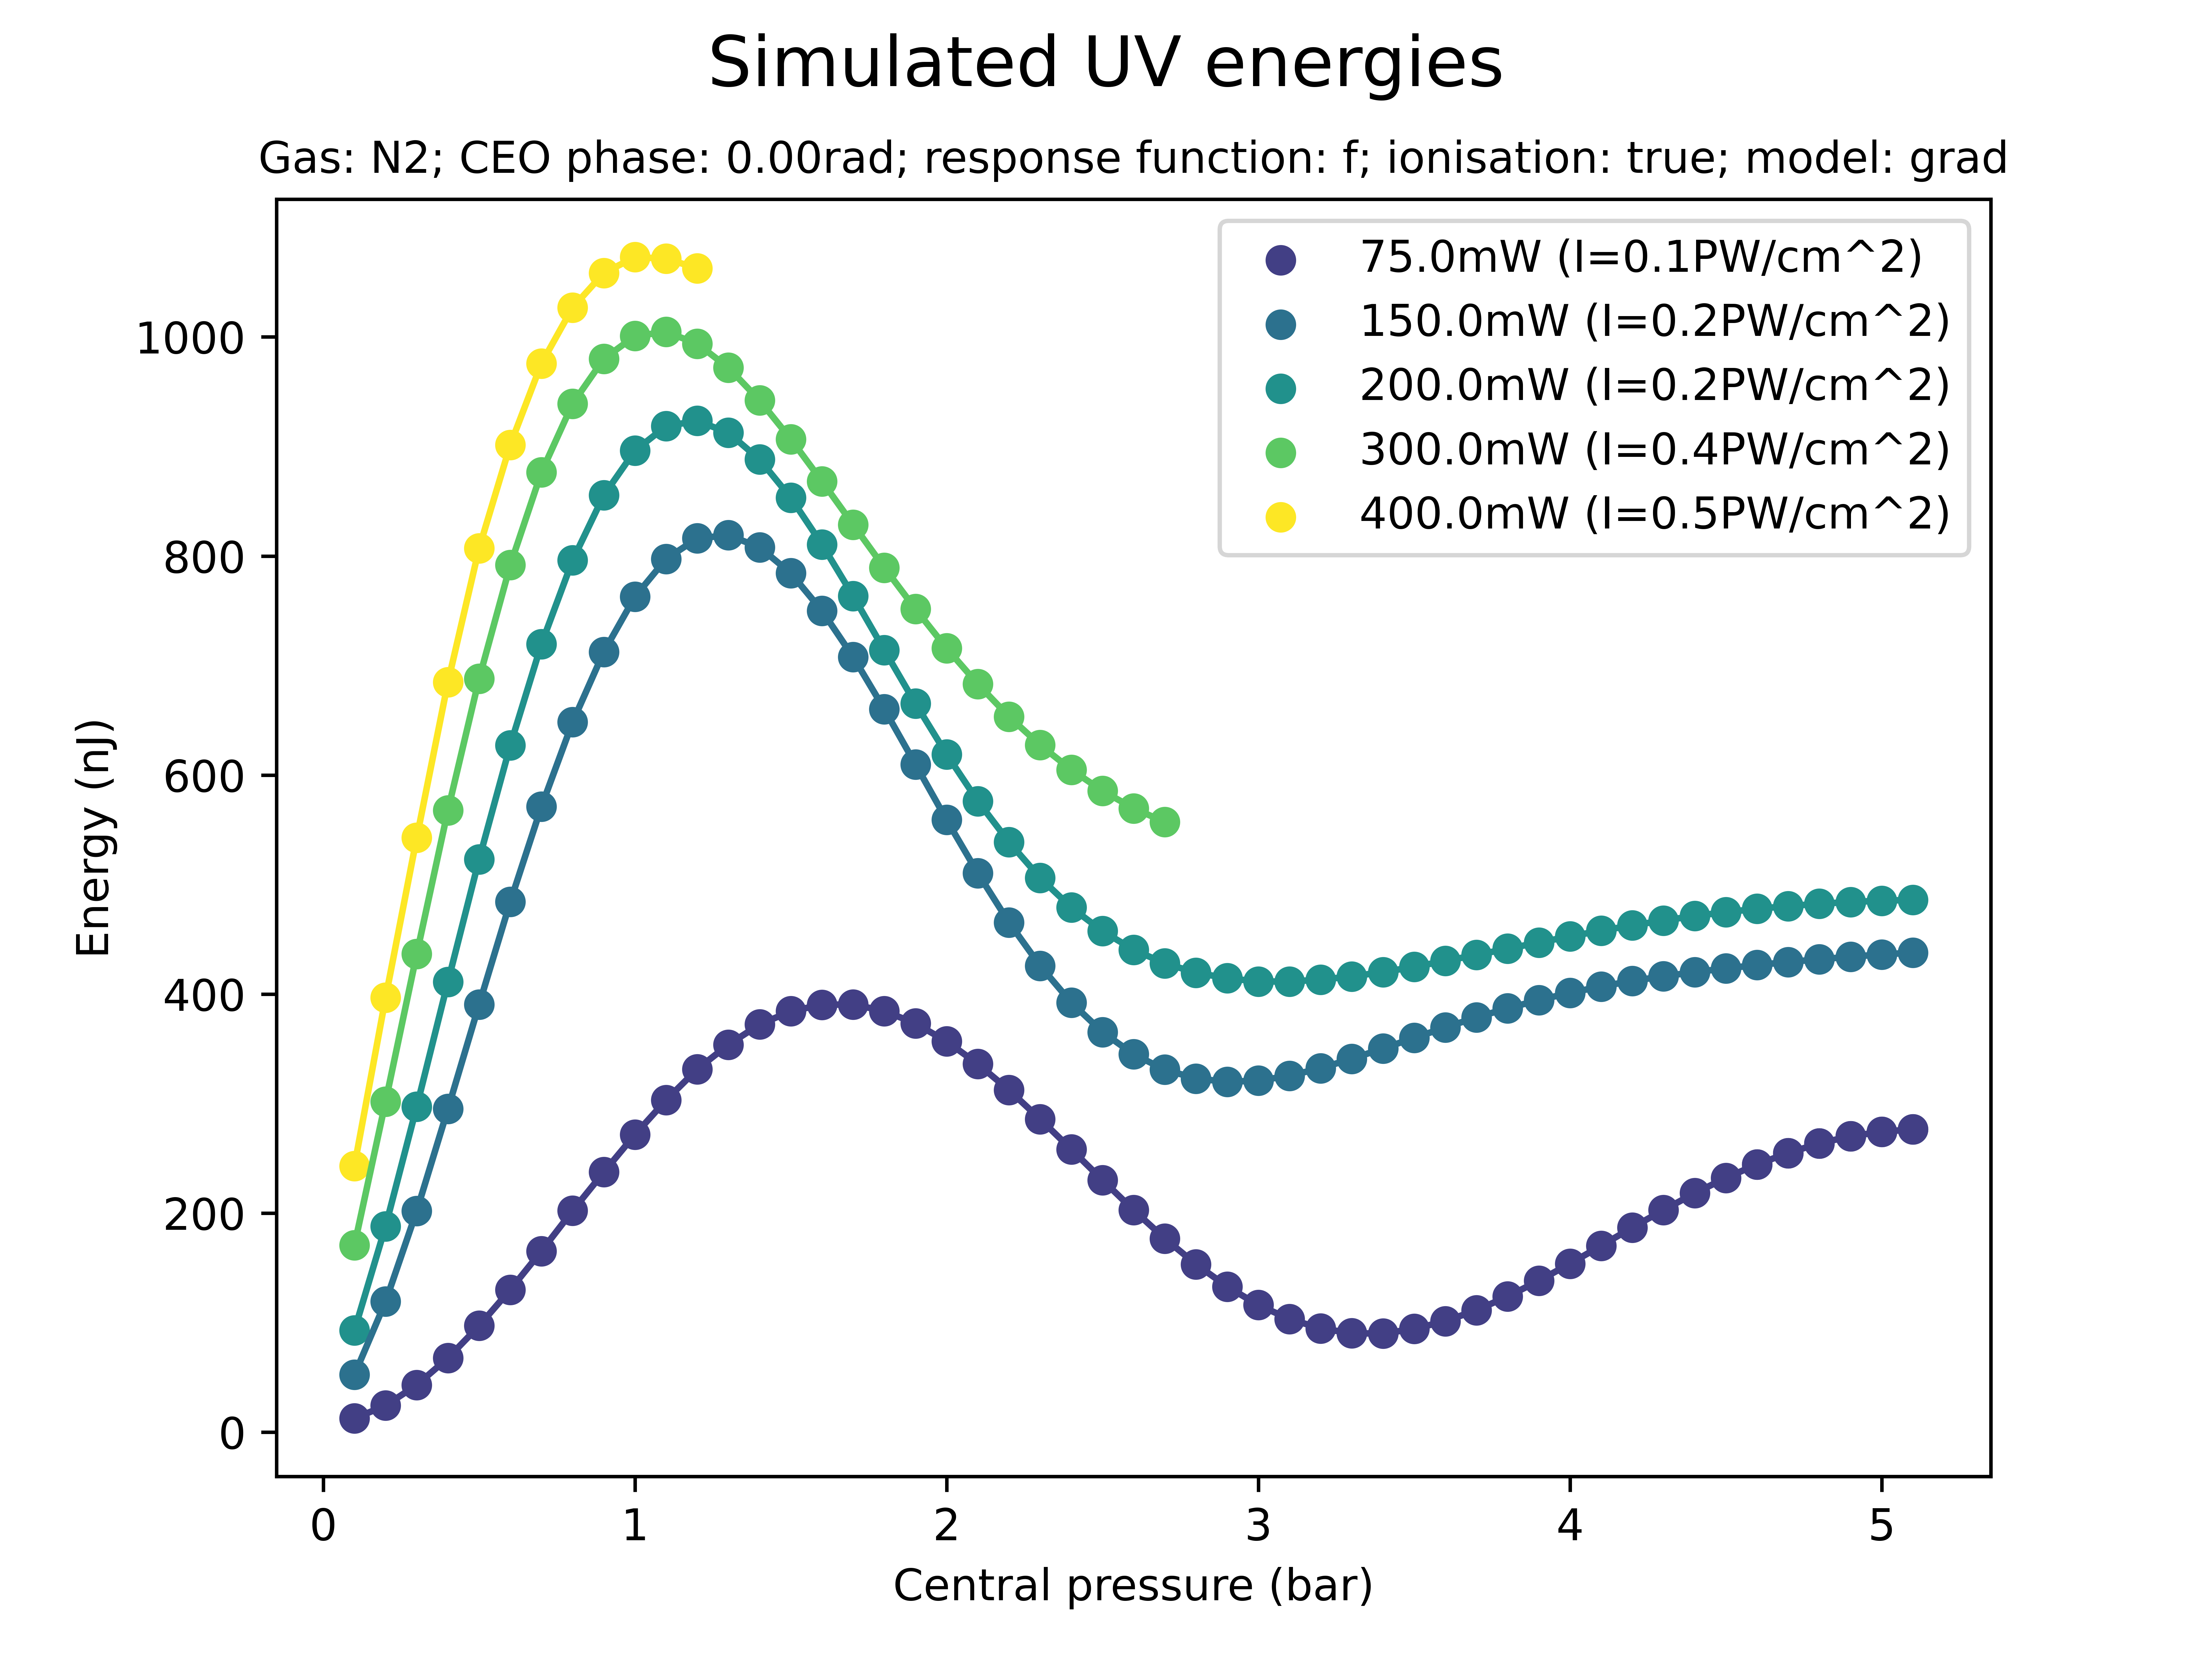 Simulated UV energies
Gas: N2; CEO phase: 0.00rad; response function: f; ionisation: true; model: grad
75.0mW (I=0.1PW/cm^2)
150.0mW (I=0.2PW/cm^2)
200.0mW (I=0.2PW/cm^2)
300.0mW (I=0.4PW/cm^2)
400.0mW (I=0.5PW/cm^2)
1000
800
600
400
200
0
Energy (nJ)
0 1 2 3 4 5
Central pressure (bar)